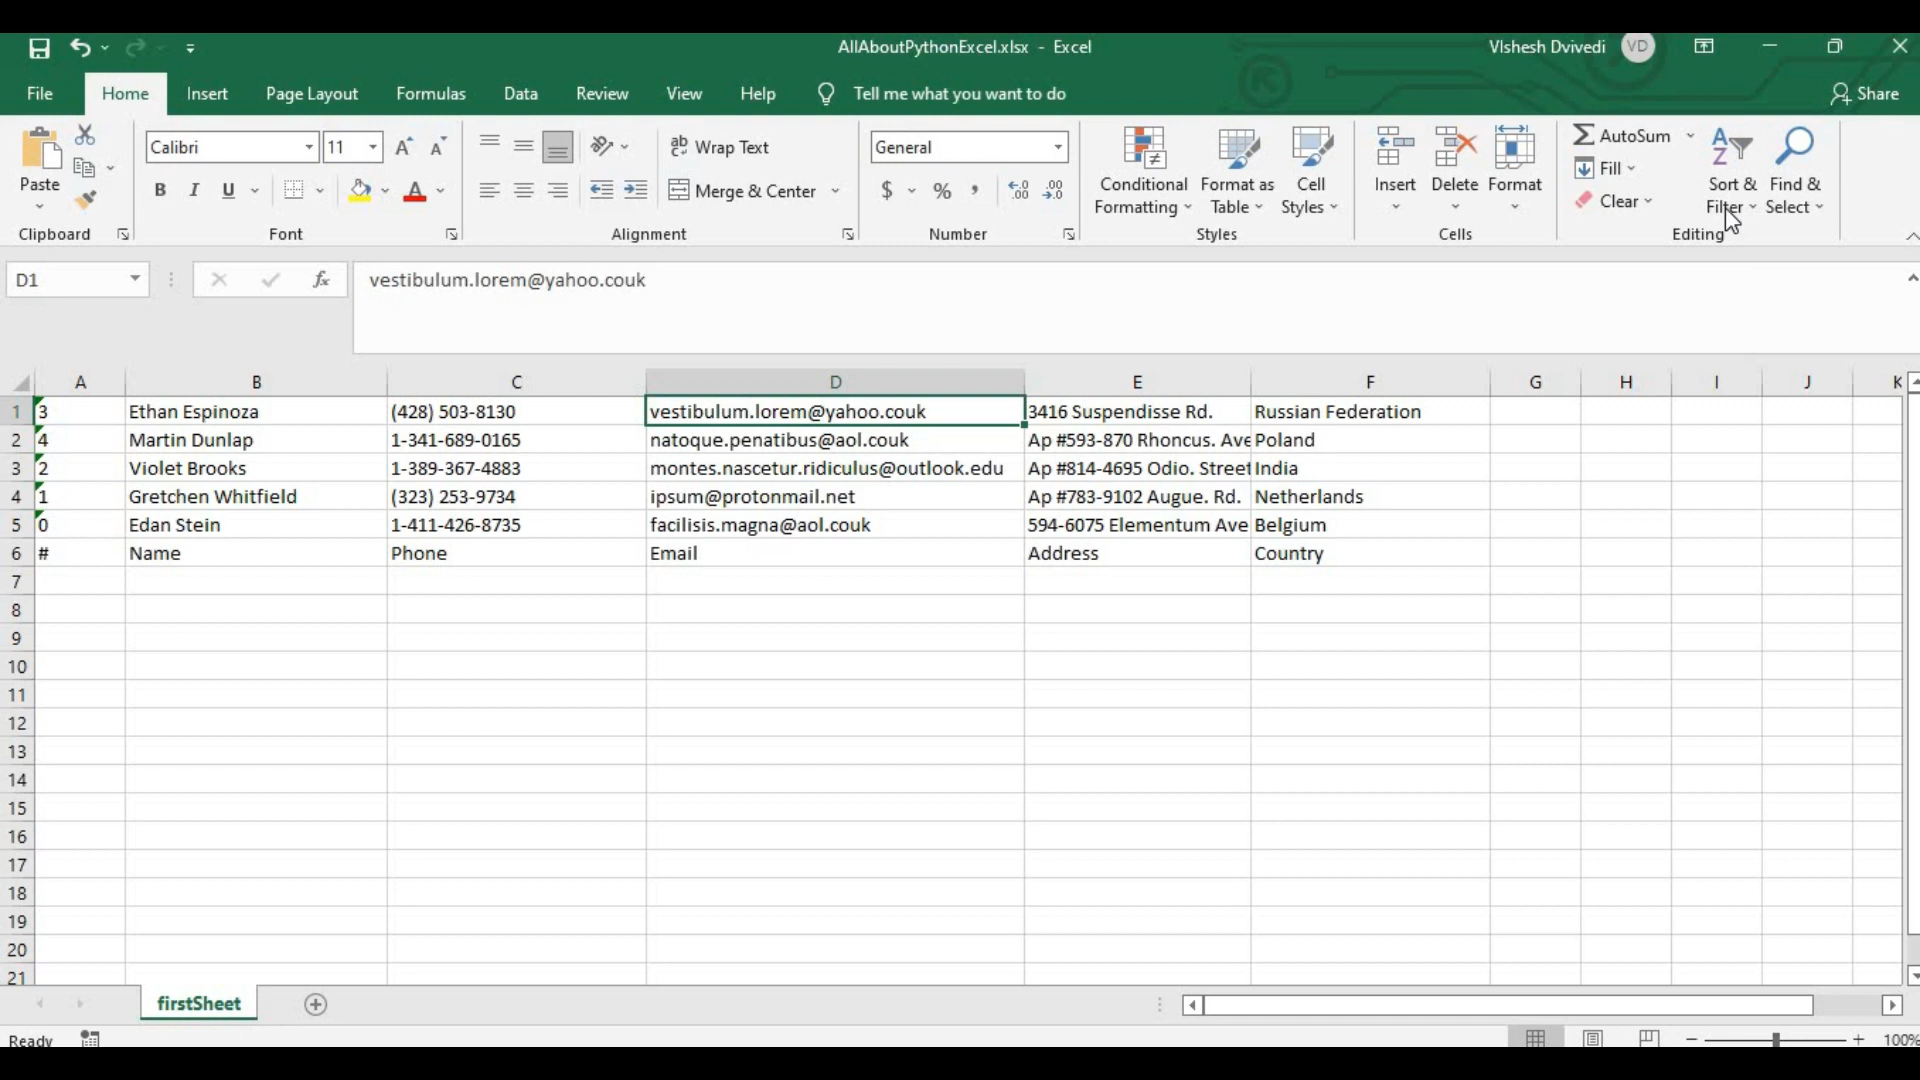 AllAboutPythonExcel.xlsx - Excel
VIshesh Dvivedi VD
File Home Insert Page Layout Formulas Data Review View Help Tell me what you want to do Share
Paste
Clipboard
Calibri 11
B I U A
Font
ab Wrap Text
Merge & Center
Alignment
General
$ % ,
Number
Conditional Formatting
Format as Table
Cell Styles
Styles
Insert Delete Format
Cells
AutoSum
Fill
Clear
Sort & Filter
Find & Select
Editing
D1 fx vestibulum.lorem@yahoo.couk
A B C D E F G H I J K
1 3 Ethan Espinoza (428) 503-8130 vestibulum.lorem@yahoo.couk 3416 Suspendisse Rd. Russian Federation
2 4 Martin Dunlap 1-341-689-0165 natoque.penatibus@aol.couk Ap #593-870 Rhoncus. Ave Poland
3 2 Violet Brooks 1-389-367-4883 montes.nascetur.ridiculus@outlook.edu Ap #814-4695 Odio. Street India
4 1 Gretchen Whitfield (323) 253-9734 ipsum@protonmail.net Ap #783-9102 Augue. Rd. Netherlands
5 0 Edan Stein 1-411-426-8735 facilisis.magna@aol.couk 594-6075 Elementum Ave Belgium
6 # Name Phone Email Address Country
7
8
9
10
11
12
13
14
15
16
17
18
19
20
21
firstSheet
Ready 100%